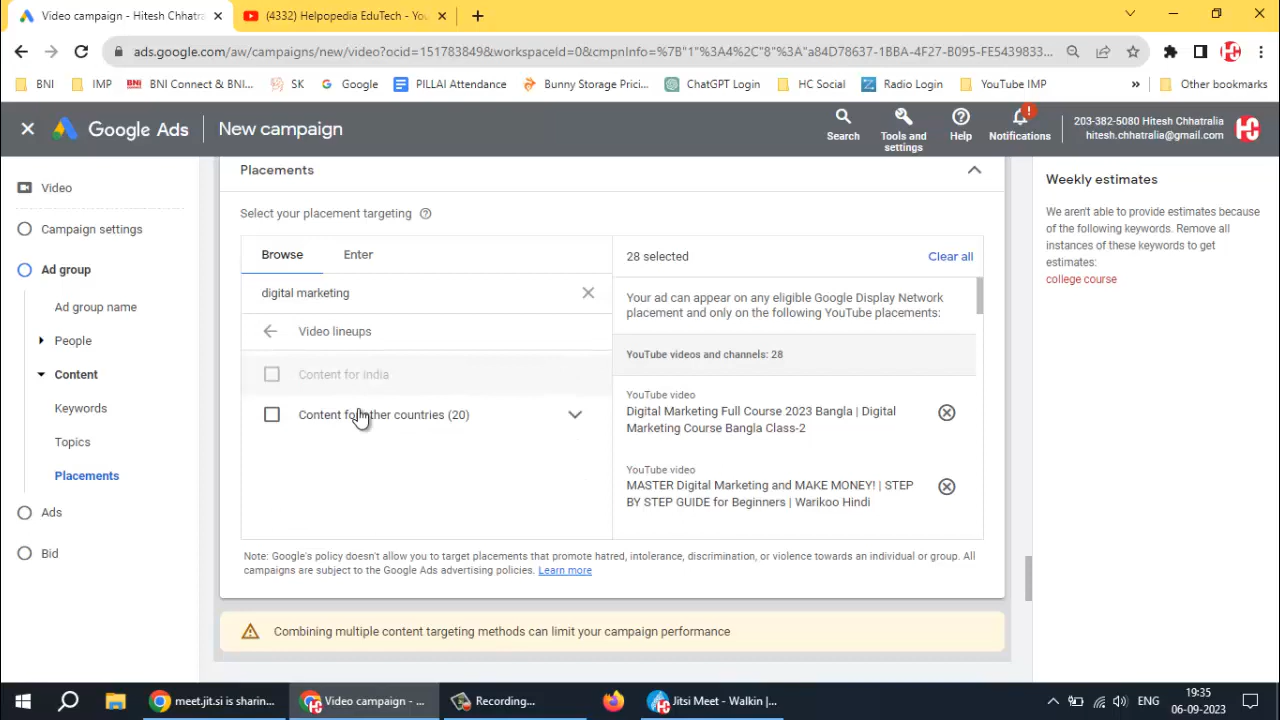 Video campaign - Hitesh Chhatra
(4332) Helpopedia EduTech - You
ads.google.com/aw/campaigns/new/video?ocid=151783849&workspaceId=0&cmpnInfo=%7B"1"%3A4%2C"8"%3A"a84D78637-1BBA-4F27-B095-FE5439833...
BNI
IMP
BNI Connect & BNI...
SK
Google
PILLAI Attendance
Bunny Storage Prici...
ChatGPT Login
HC Social
Radio Login
YouTube IMP
»
Other bookmarks
Google Ads
New campaign
Search
Tools and settings
Help
Notifications
203-382-5080 Hitesh Chhatralia
hitesh.chhatralia@gmail.com
Video
Campaign settings
Ad group
Ad group name
People
Content
Keywords
Topics
Placements
Ads
Bid
Placements
Select your placement targeting
Browse
Enter
digital marketing
Video lineups
Content for India
Content for other countries (20)
28 selected
Clear all
Your ad can appear on any eligible Google Display Network
placement and only on the following YouTube placements:
YouTube videos and channels: 28
YouTube video
Digital Marketing Full Course 2023 Bangla | Digital
Marketing Course Bangla Class-2
YouTube video
MASTER Digital Marketing and MAKE MONEY! | STEP
BY STEP GUIDE for Beginners | Warikoo Hindi
Note: Google's policy doesn't allow you to target placements that promote hatred, intolerance, discrimination, or violence towards an individual or group. All
campaigns are subject to the Google Ads advertising policies. Learn more
Combining multiple content targeting methods can limit your campaign performance
Weekly estimates
We aren't able to provide estimates because
of the following keywords. Remove all
instances of these keywords to get
estimates:
college course
meet.jit.si is sharin...
Video campaign - ...
Recording...
Jitsi Meet - Walkin |...
ENG
19:35
06-09-2023